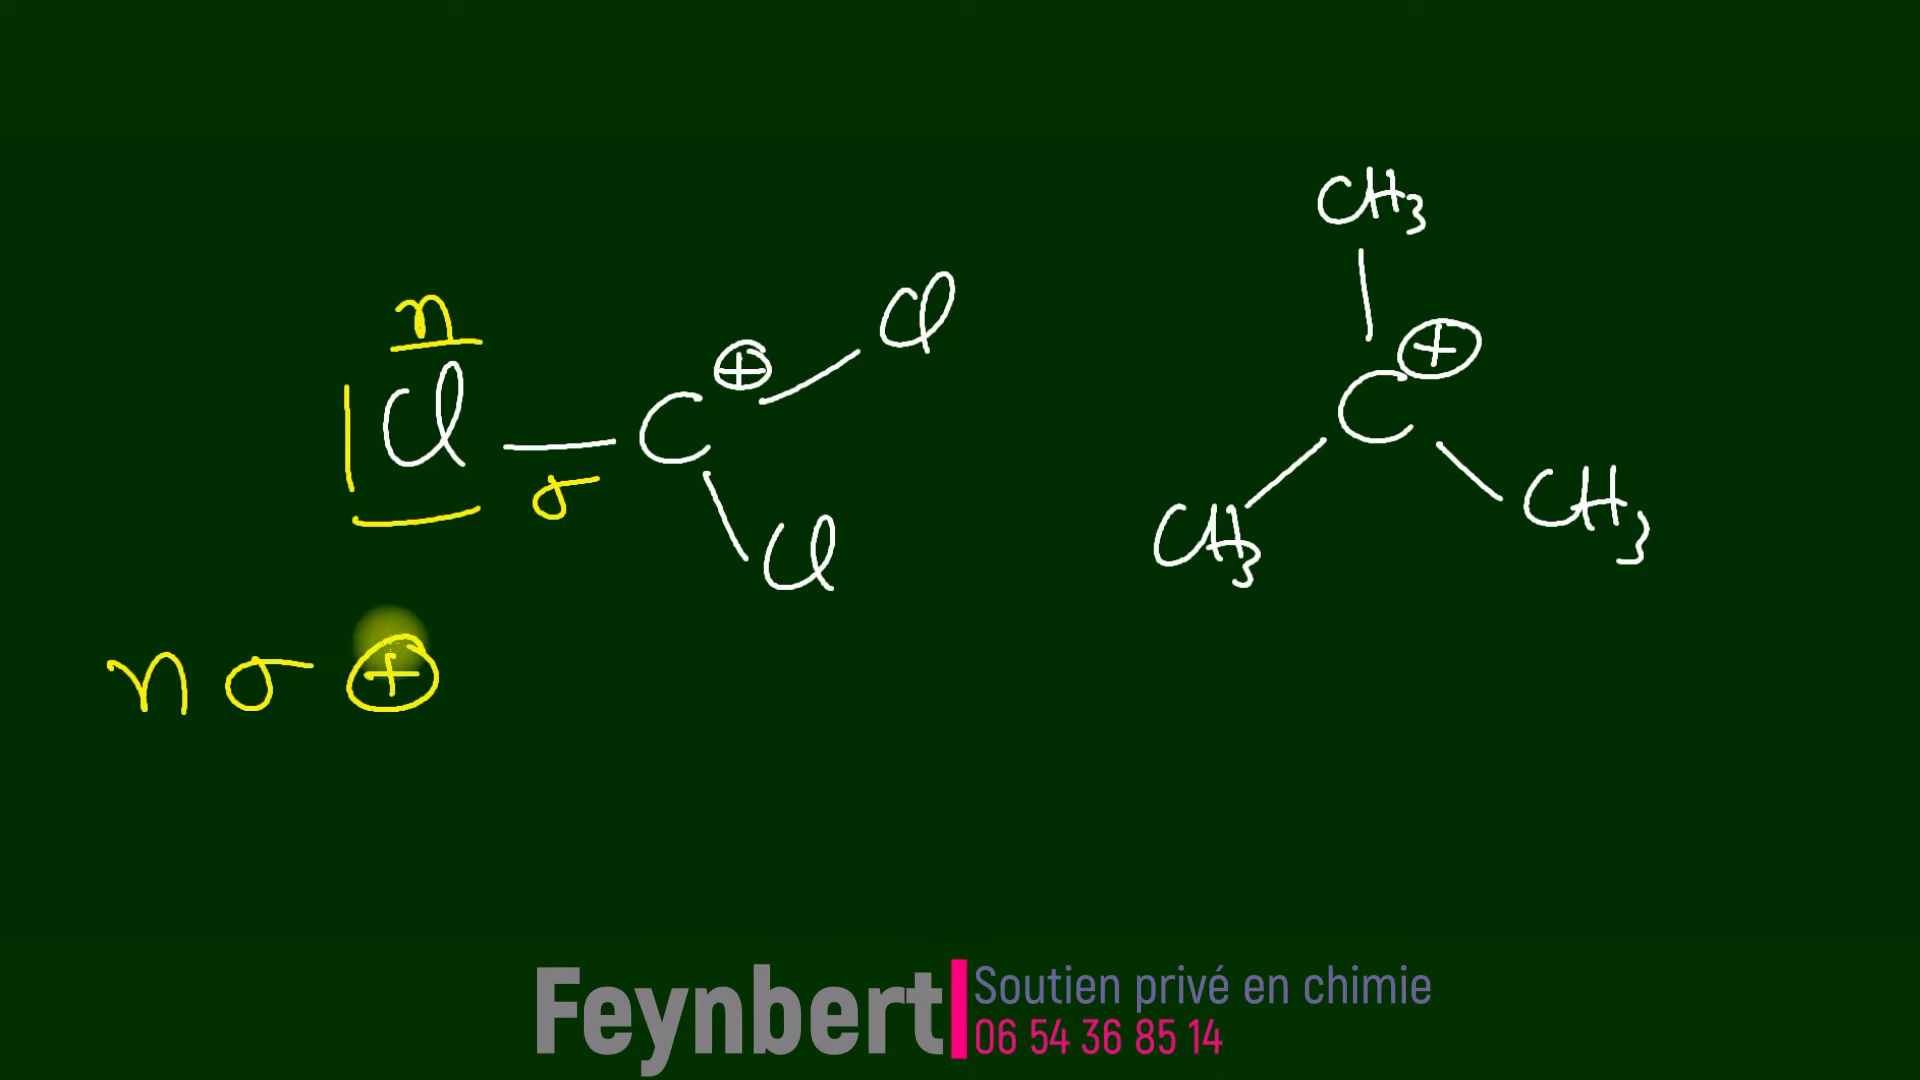 CH3
n
Cl
⊕
Cl
C
⊕
C
σ
Cl
CH3
CH3
n σ ⊕
Feynbert
Soutien privé en chimie
06 54 36 85 14